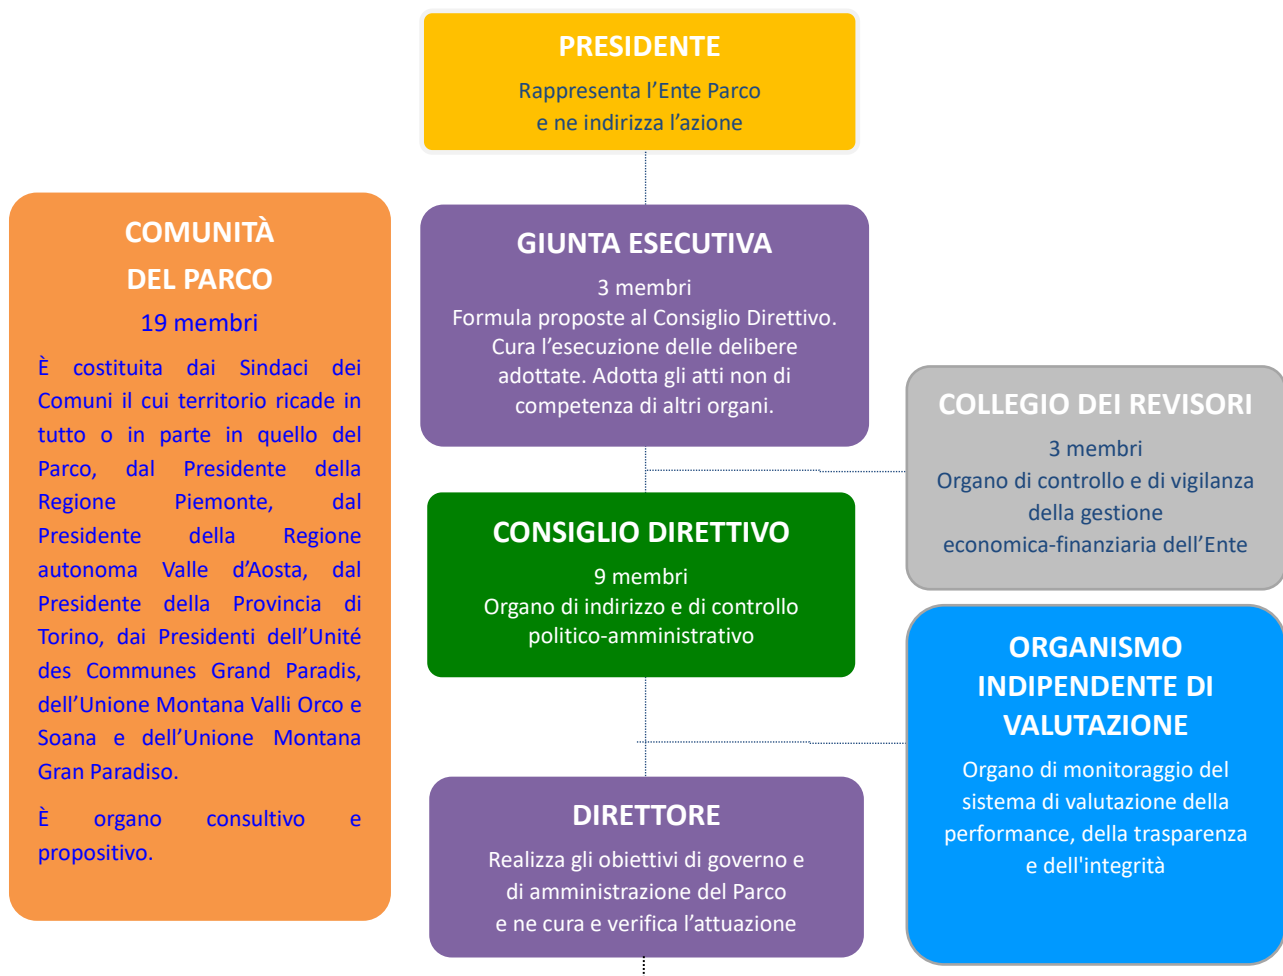 PRESIDENTE
Rappresenta l’Ente Parco
e ne indirizza l’azione
COMUNITÀ
DEL PARCO
19 membri
È costituita dai Sindaci dei
Comuni il cui territorio ricade in
tutto o in parte in quello del
Parco, dal Presidente della
Regione Piemonte, dal
Presidente della Regione
autonoma Valle d’Aosta, dal
Presidente della Provincia di
Torino, dai Presidenti dell’Unité
des Communes Grand Paradis,
dell’Unione Montana Valli Orco e
Soana e dell’Unione Montana
Gran Paradiso.
È organo consultivo e
propositivo.
GIUNTA ESECUTIVA
3 membri
Formula proposte al Consiglio Direttivo.
Cura l’esecuzione delle delibere
adottate. Adotta gli atti non di
competenza di altri organi.
COLLEGIO DEI REVISORI
3 membri
Organo di controllo e di vigilanza
della gestione
economica-finanziaria dell’Ente
CONSIGLIO DIRETTIVO
9 membri
Organo di indirizzo e di controllo
politico-amministrativo
ORGANISMO
INDIPENDENTE DI
VALUTAZIONE
Organo di monitoraggio del
sistema di valutazione della
performance, della trasparenza
e dell'integrità
DIRETTORE
Realizza gli obiettivi di governo e
di amministrazione del Parco
e ne cura e verifica l’attuazione